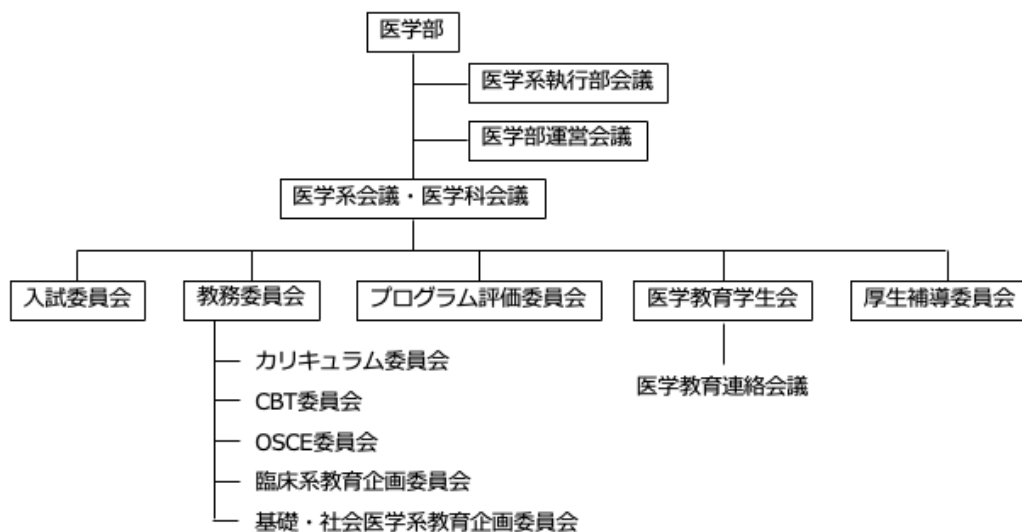 医学部
医学系執行部会議
医学部運営会議
医学系会議・医学科会議
入試委員会
教務委員会
プログラム評価委員会
医学教育学生会
厚生補導委員会
カリキュラム委員会
CBT委員会
OSCE委員会
臨床系教育企画委員会
基礎・社会医学系教育企画委員会
医学教育連絡会議